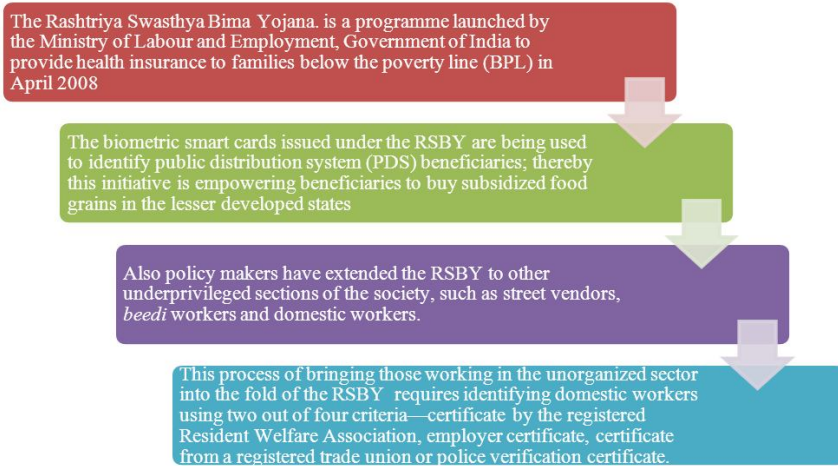 The Rashtriya Swasthya Bima Yojana. is a programme launched by
the Ministry of Labour and Employment, Government of India to
provide health insurance to families below the poverty line (BPL) in
April 2008
The biometric smart cards issued under the RSBY are being used
to identify public distribution system (PDS) beneficiaries; thereby
this initiative is empowering beneficiaries to buy subsidized food
grains in the lesser developed states
Also policy makers have extended the RSBY to other
underprivileged sections of the society, such as street vendors,
beedi workers and domestic workers.
This process of bringing those working in the unorganized sector
into the fold of the RSBY requires identifying domestic workers
using two out of four criteria—certificate by the registered
Resident Welfare Association, employer certificate, certificate
from a registered trade union or police verification certificate.